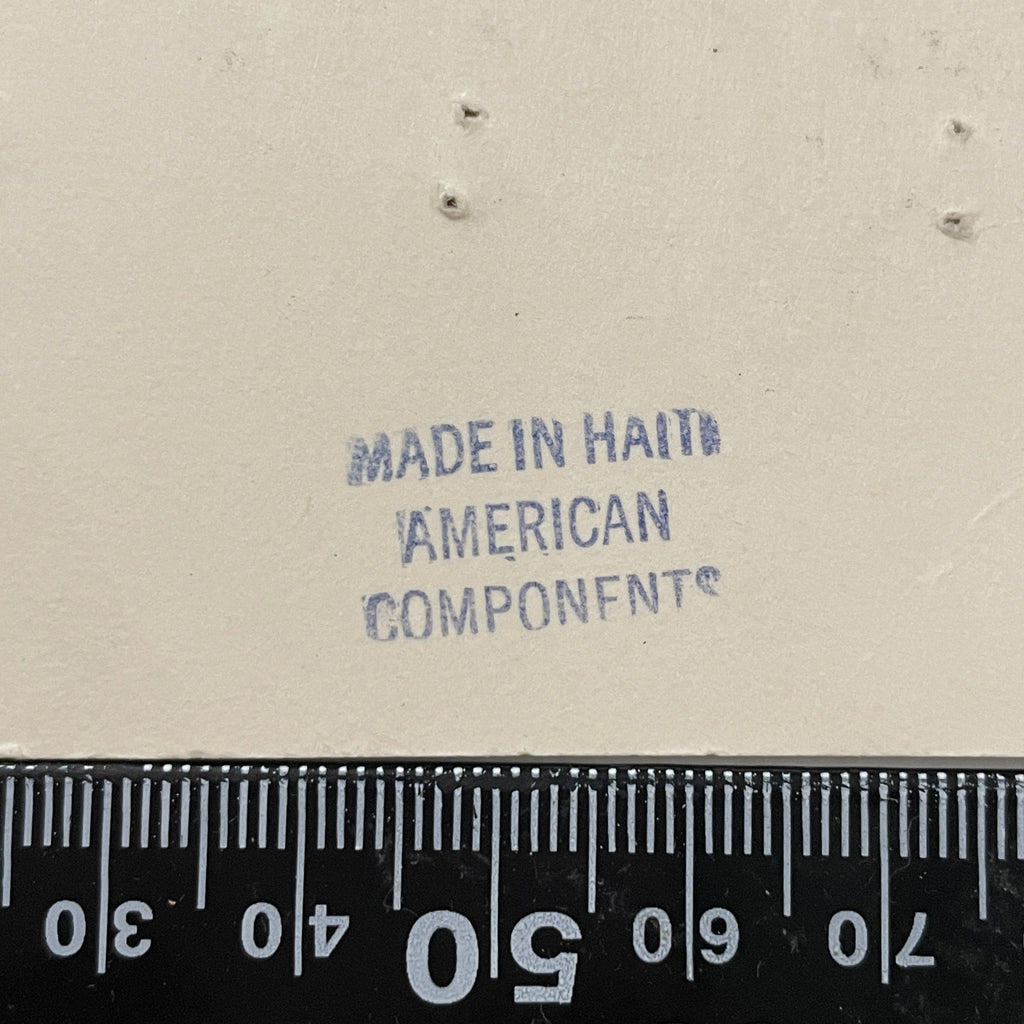 MADE IN HAITI
AMERICAN
COMPONENTS
30 40 50 60 70